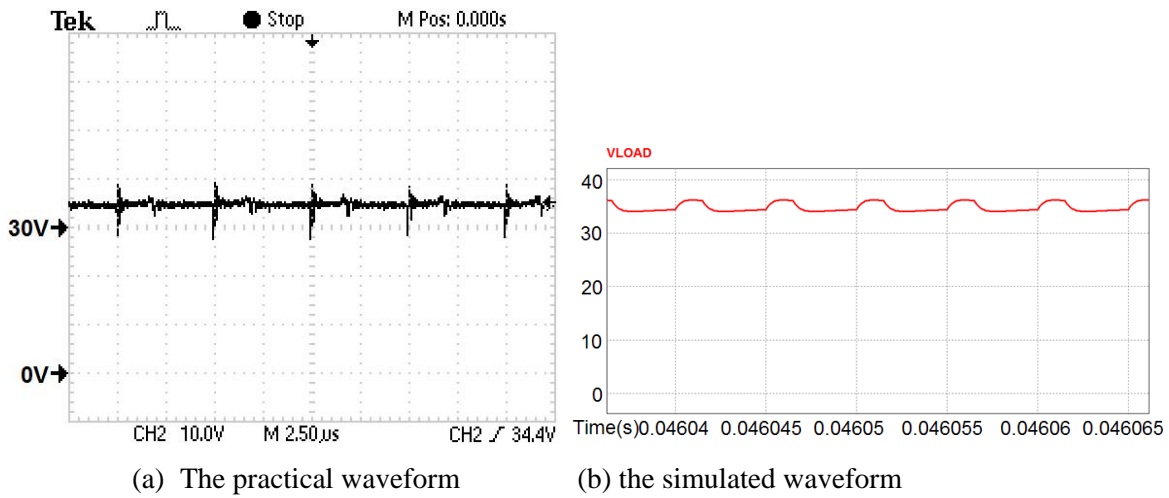 Tek Stop M Pos: 0.000s
30V
0V
CH2 10.0V M 2.50µs CH2 34.4V
VLOAD
40
30
20
10
0
Time(s) 0.04604 0.046045 0.04605 0.046055 0.04606 0.046065
(a) The practical waveform (b) the simulated waveform